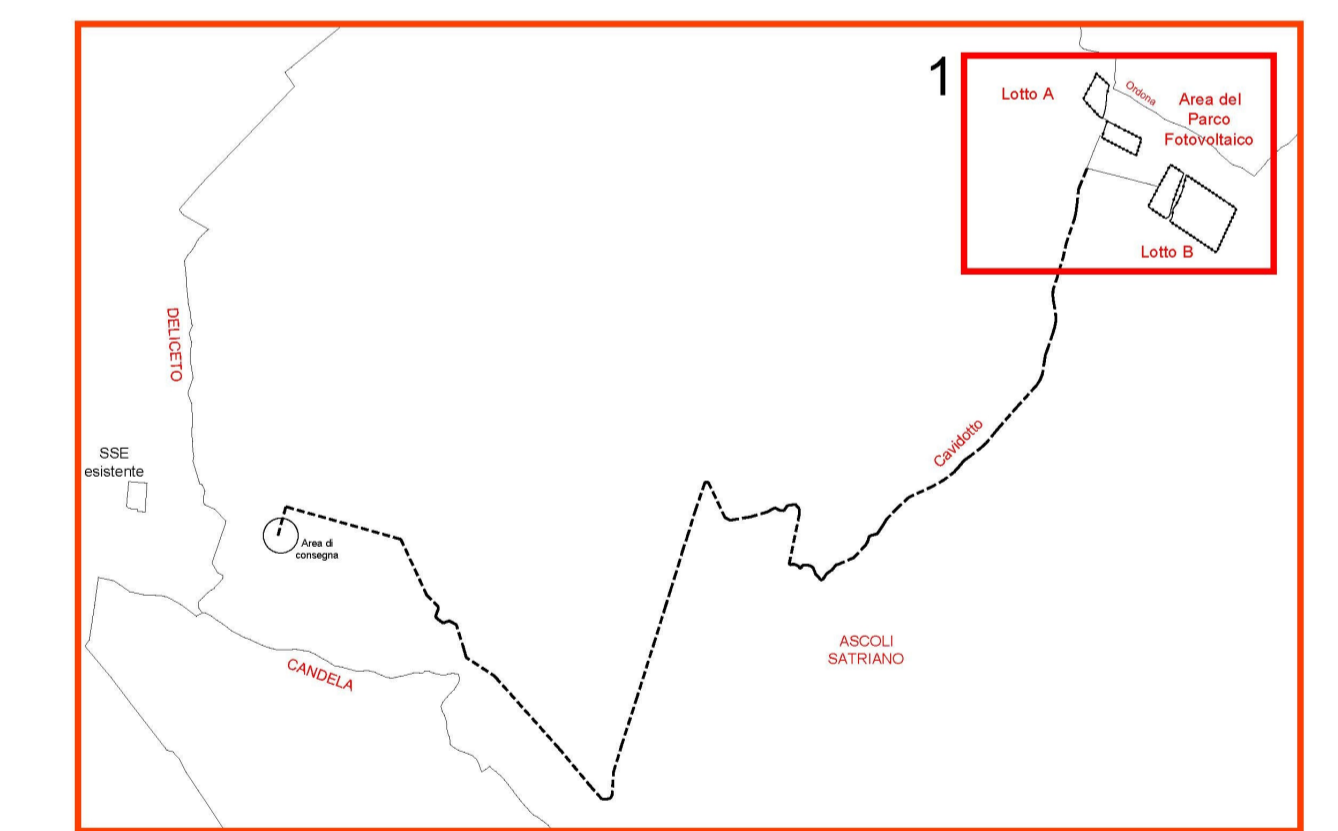 1
Lotto A
Ordona
Area del
Parco
Fotovoltaico
Lotto B
DELICETO
Cavidotto
SSE
esistente
Area di
consegna
ASCOLI
SATRIANO
CANDELA